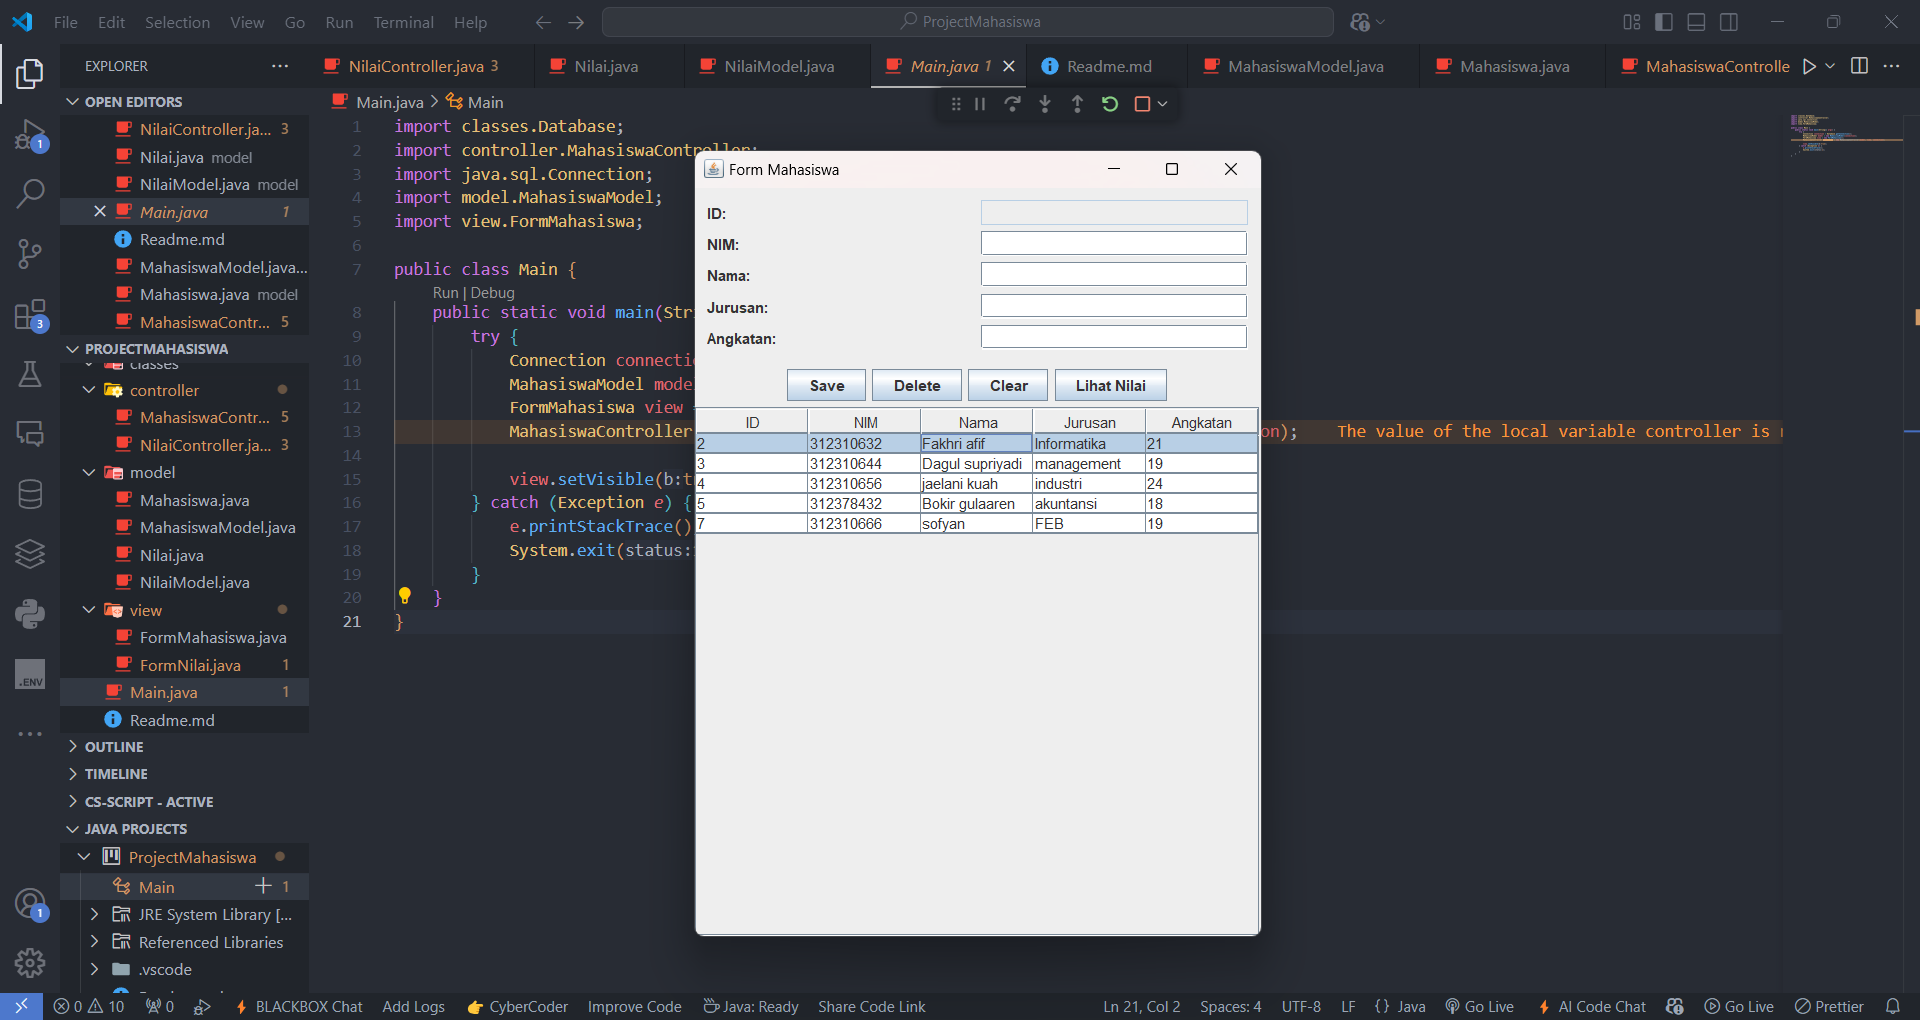 File Edit Selection View Go Run Terminal Help
ProjectMahasiswa
EXPLORER
NilaiController.java 3
Nilai.java
NilaiModel.java
Main.java 1
Readme.md
MahasiswaModel.java
Mahasiswa.java
MahasiswaControlle
OPEN EDITORS
NilaiController.ja... 3
Nilai.java model
NilaiModel.java model
Main.java 1
Readme.md
MahasiswaModel.java...
Mahasiswa.java model
MahasiswaContr... 5
PROJECTMAHASISWA
classes
controller
MahasiswaContr... 5
NilaiController.ja... 3
model
Mahasiswa.java
MahasiswaModel.java
Nilai.java
NilaiModel.java
view
FormMahasiswa.java
FormNilai.java 1
Main.java 1
Readme.md
OUTLINE
TIMELINE
CS-SCRIPT - ACTIVE
JAVA PROJECTS
ProjectMahasiswa
Main 1
JRE System Library [...
Referenced Libraries
.vscode
1
3
.ENV
1
Main.java > Main
1 import classes.Database;
2 import controller.MahasiswaController;
3 import java.sql.Connection;
4 import model.MahasiswaModel;
5 import view.FormMahasiswa;
6
7 public class Main {
Run | Debug
8 public static void main(Str
9 try {
10 Connection connecti
11 MahasiswaModel mode
12 FormMahasiswa view
13 MahasiswaController on); The value of the local variable controller is
14
15 view.setVisible(b:t
16 } catch (Exception e) {
17 e.printStackTrace()
18 System.exit(status:
19 }
20 }
21 }
Form Mahasiswa
ID:
NIM:
Nama:
Jurusan:
Angkatan:
Save Delete Clear Lihat Nilai
ID NIM Nama Jurusan Angkatan
2 312310632 Fakhri afif Informatika 21
3 312310644 Dagul supriyadi management 19
4 312310656 jaelani kuah industri 24
5 312378432 Bokir gulaaren akuntansi 18
7 312310666 sofyan FEB 19
0 10 0 BLACKBOX Chat Add Logs CyberCoder Improve Code Java: Ready Share Code Link Ln 21, Col 2 Spaces: 4 UTF-8 LF {} Java Go Live AI Code Chat Go Live Prettier